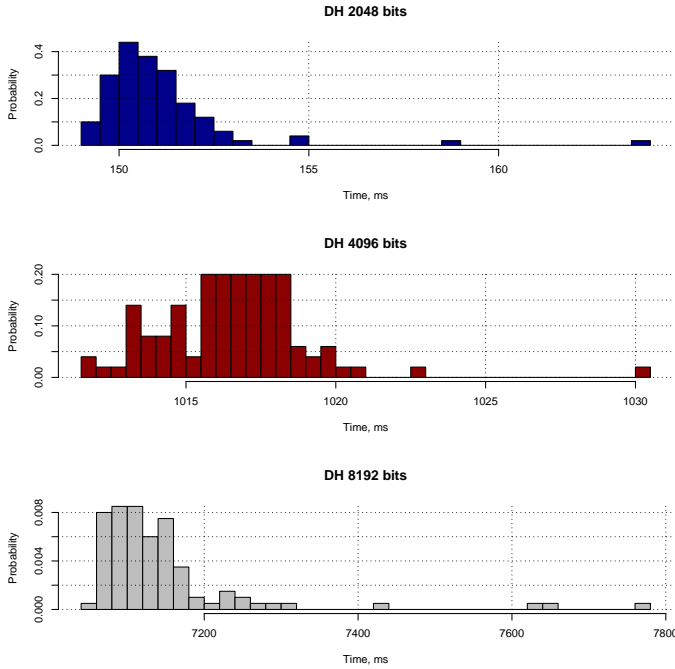 DH 2048 bits
Probability
0.0 0.2 0.4
150 155 160
Time, ms
DH 4096 bits
Probability
0.00 0.10 0.20
1015 1020 1025 1030
Time, ms
DH 8192 bits
Probability
0.000 0.004 0.008
7200 7400 7600 7800
Time, ms